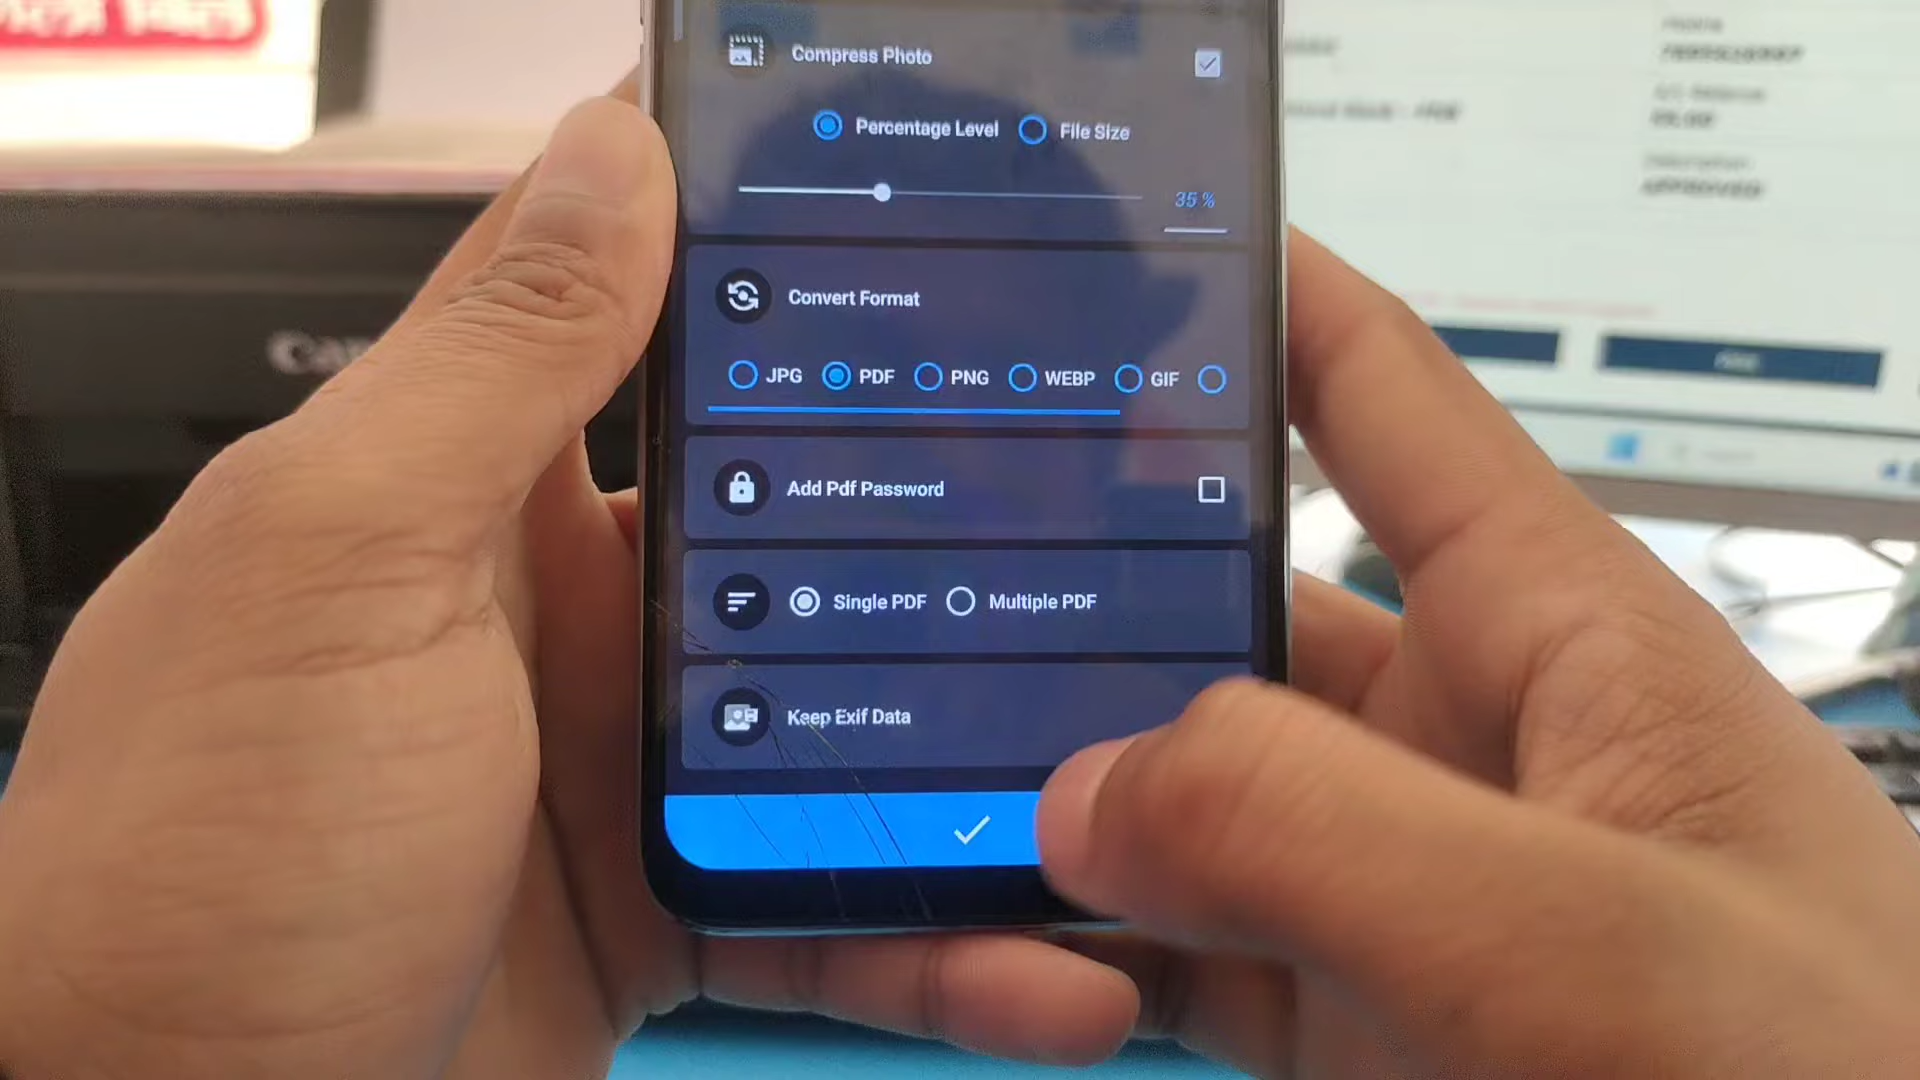 Compress Photo
Percentage Level File Size
35 %
Convert Format
JPG PDF PNG WEBP GIF
Add Pdf Password
Single PDF Multiple PDF
Keep Exif Data
APPROVED